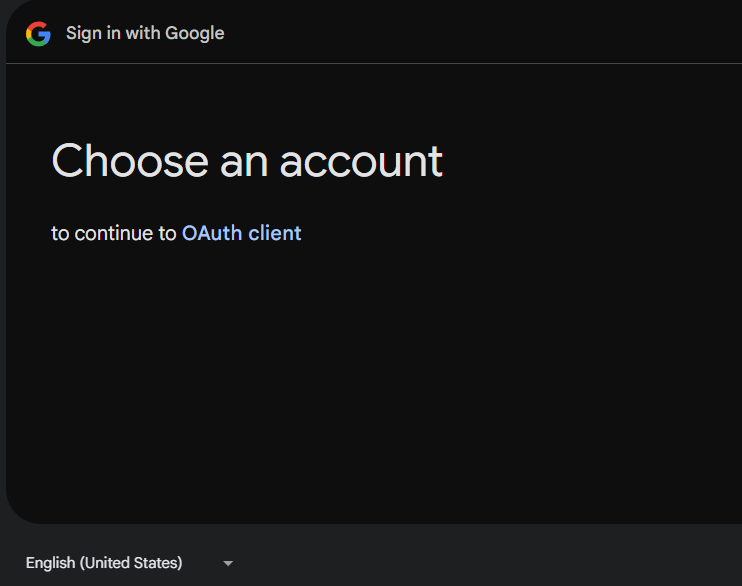 Sign in with Google
Choose an account
to continue to OAuth client
English (United States)